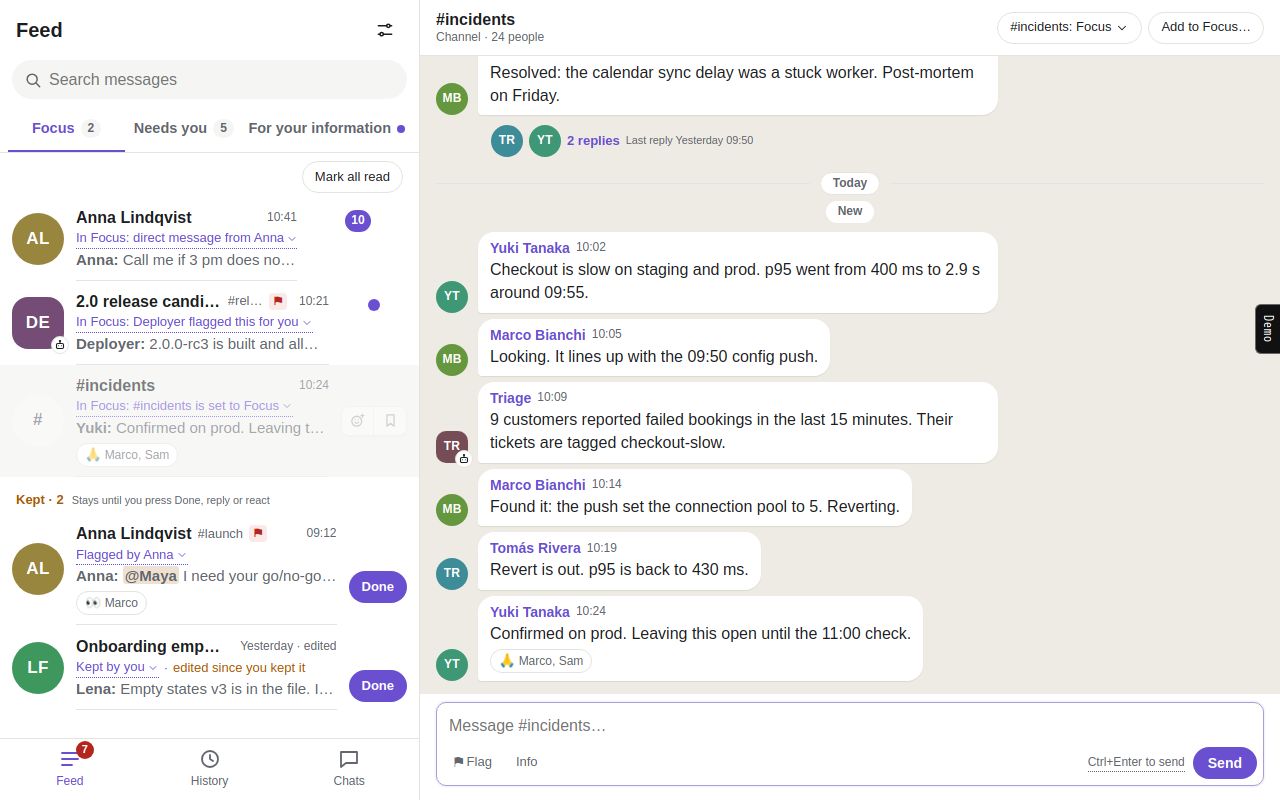 Feed
Search messages
Focus 2 Needs you 5 For your information
Mark all read
AL
Anna Lindqvist 10:41
In Focus: direct message from Anna
Anna: Call me if 3 pm does no…
10
DE
2.0 release candi… #rel… 10:21
In Focus: Deployer flagged this for you
Deployer: 2.0.0-rc3 is built and all…
#
#incidents 10:24
In Focus: #incidents is set to Focus
Yuki: Confirmed on prod. Leaving t…
🙏 Marco, Sam
Kept · 2 Stays until you press Done, reply or react
AL
Anna Lindqvist #launch 09:12
Flagged by Anna
Anna: @Maya I need your go/no-go…
👀 Marco
Done
LF
Onboarding emp… Yesterday · edited
Kept by you · edited since you kept it
Lena: Empty states v3 is in the file. I…
Done
7
Feed History Chats
#incidents
Channel · 24 people
#incidents: Focus Add to Focus…
MB
Resolved: the calendar sync delay was a stuck worker. Post-mortem
on Friday.
TR YT 2 replies Last reply Yesterday 09:50
Today
New
YT
Yuki Tanaka 10:02
Checkout is slow on staging and prod. p95 went from 400 ms to 2.9 s
around 09:55.
MB
Marco Bianchi 10:05
Looking. It lines up with the 09:50 config push.
TR
Triage 10:09
9 customers reported failed bookings in the last 15 minutes. Their
tickets are tagged checkout-slow.
MB
Marco Bianchi 10:14
Found it: the push set the connection pool to 5. Reverting.
TR
Tomás Rivera 10:19
Revert is out. p95 is back to 430 ms.
YT
Yuki Tanaka 10:24
Confirmed on prod. Leaving this open until the 11:00 check.
🙏 Marco, Sam
Message #incidents…
Flag Info
Ctrl+Enter to send Send
Demo